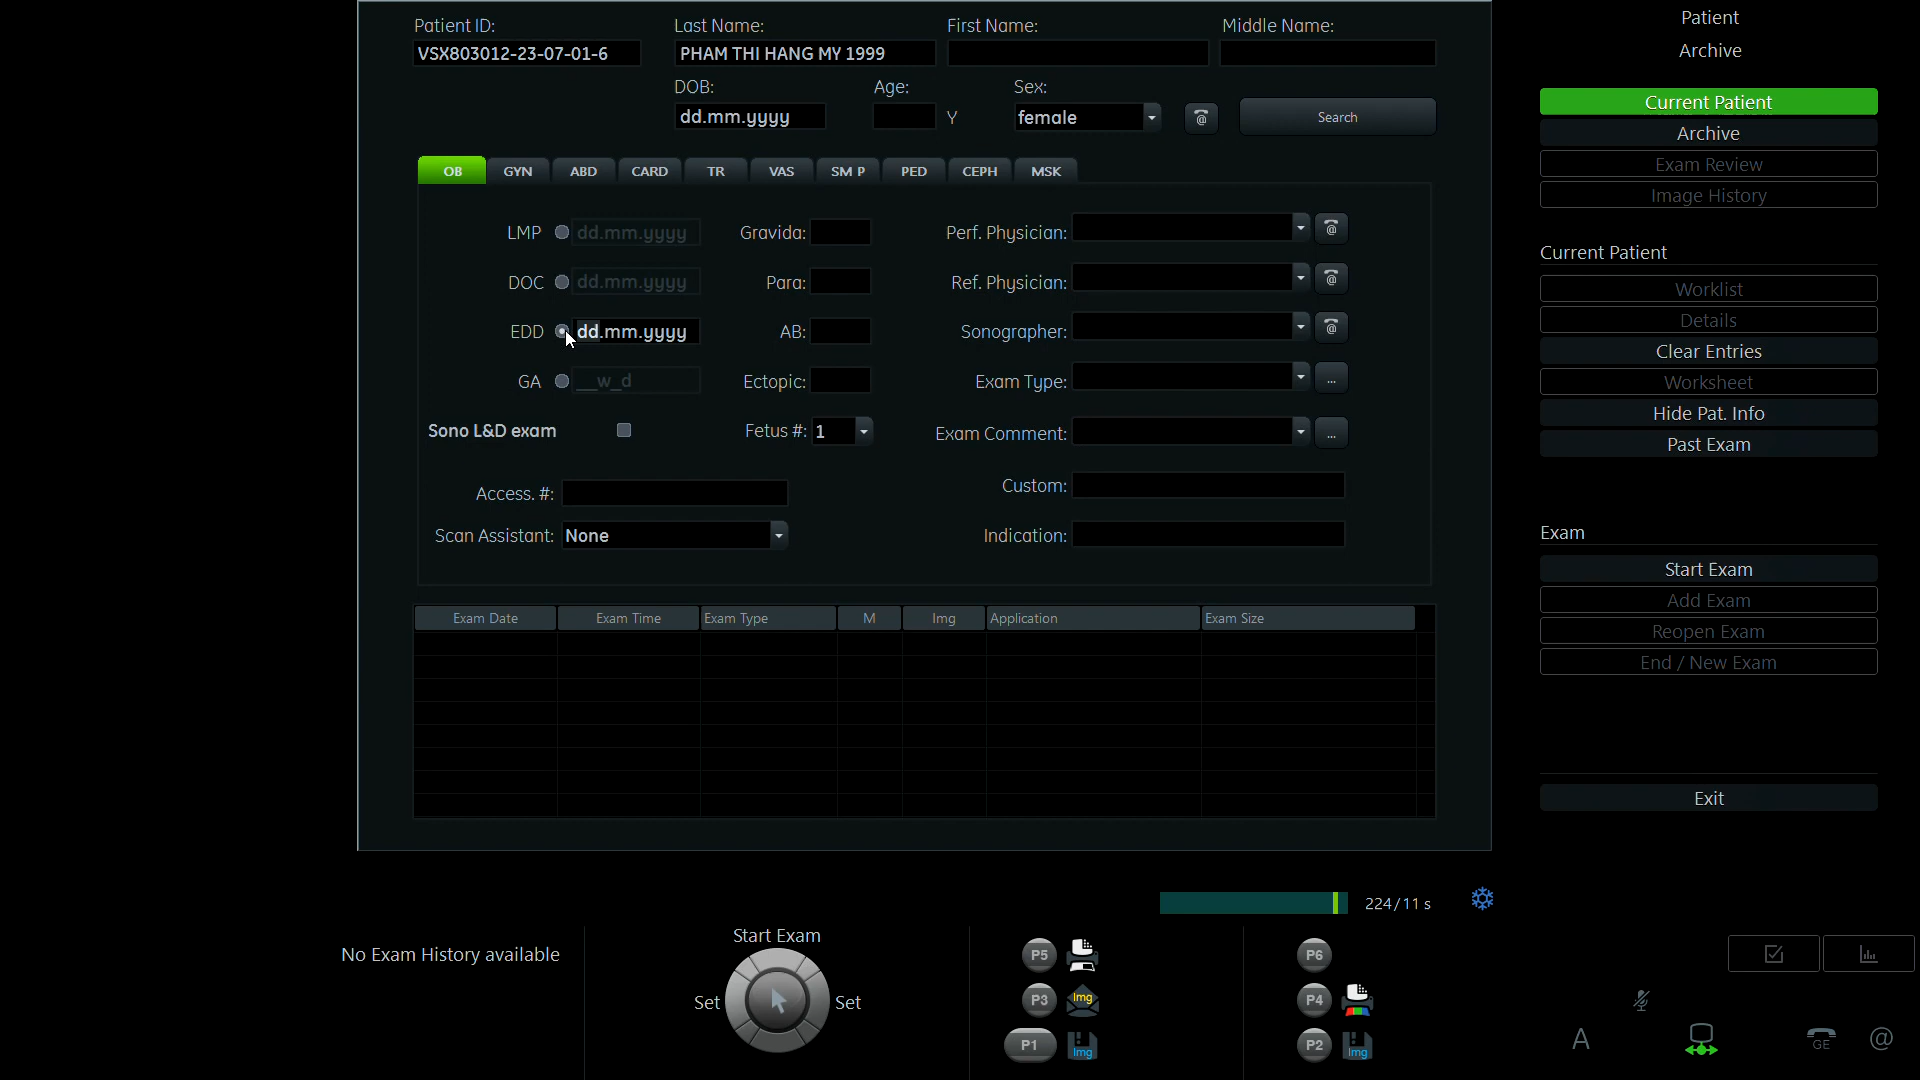 Patient ID: Last Name: First Name: Middle Name:
VSX803012-23-07-01-6 PHAM THI HANG MY 1999
DOB: Age: Sex:
dd.mm.yyyy Y female Search
OB GYN ABD CARD TR VAS SM P PED CEPH MSK
LMP dd.mm.yyyy Gravida: Perf. Physician:
DOC dd.mm.yyyy Para: Ref. Physician:
EDD dd.mm.yyyy AB: Sonographer:
GA __w_d Ectopic: Exam Type: ...
Sono L&D exam Fetus #: 1 Exam Comment: ...
Access. #: Custom:
Scan Assistant: None Indication:
Exam Date Exam Time Exam Type M Img Application Exam Size
Patient
Archive
Current Patient
Archive
Exam Review
Image History
Current Patient
Worklist
Details
Clear Entries
Worksheet
Hide Pat. Info
Past Exam
Exam
Start Exam
Add Exam
Reopen Exam
End / New Exam
Exit
224/11 s
No Exam History available
Start Exam
Set Set
P5 P6
P3 Img P4
P1 Img P2 Img
A GE @